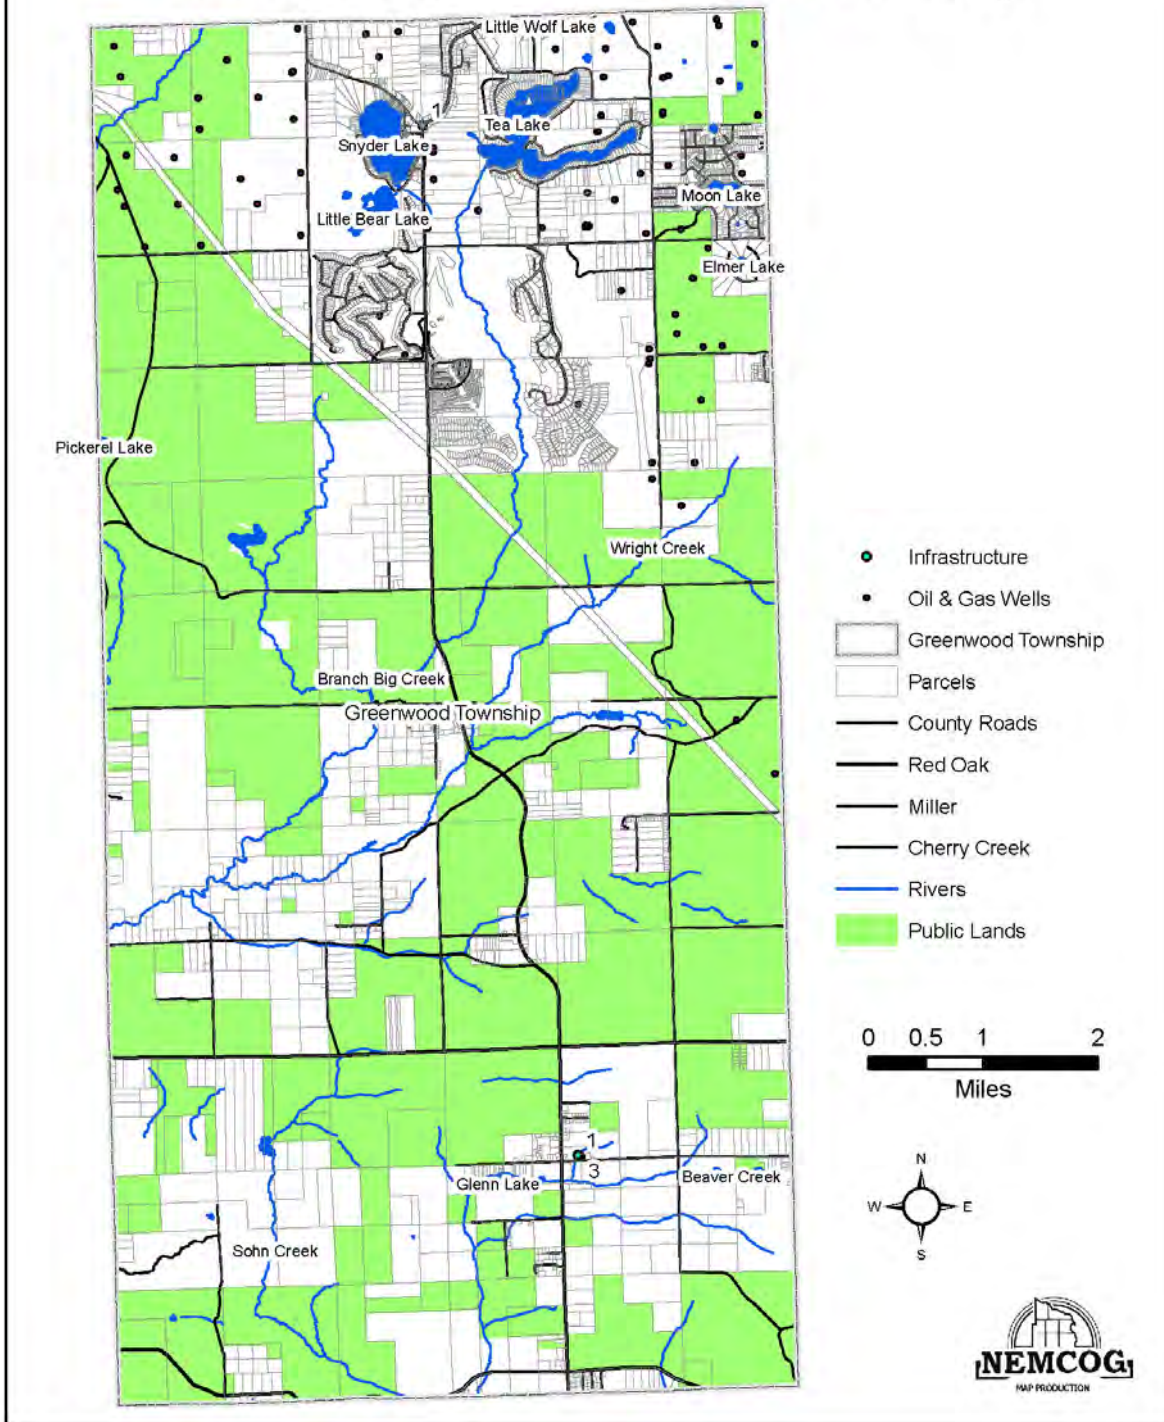 Little Wolf Lake
1
Tea Lake
Snyder Lake
Moon Lake
Little Bear Lake
Elmer Lake
Pickerel Lake
Wright Creek
Branch Big Creek
Greenwood Township
1
3
Glenn Lake
Beaver Creek
Sohn Creek
Infrastructure
Oil & Gas Wells
Greenwood Township
Parcels
County Roads
Red Oak
Miller
Cherry Creek
Rivers
Public Lands
0 0.5 1 2
Miles
N
W E
S
NEMCOG
MAP PRODUCTION